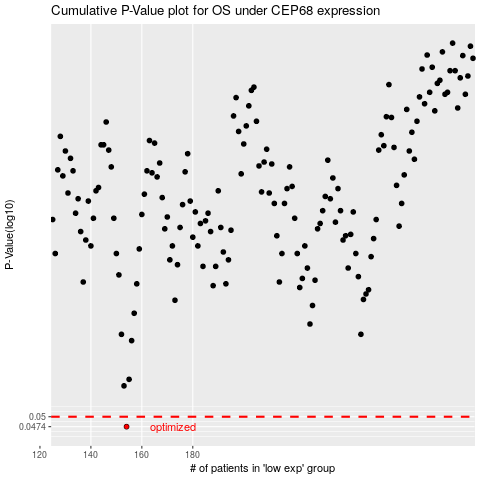 Cumulative P-Value plot for OS under CEP68 expression
P-Value(log10)
0.05
0.0474
optimized
120 140 160 180
# of patients in 'low exp' group